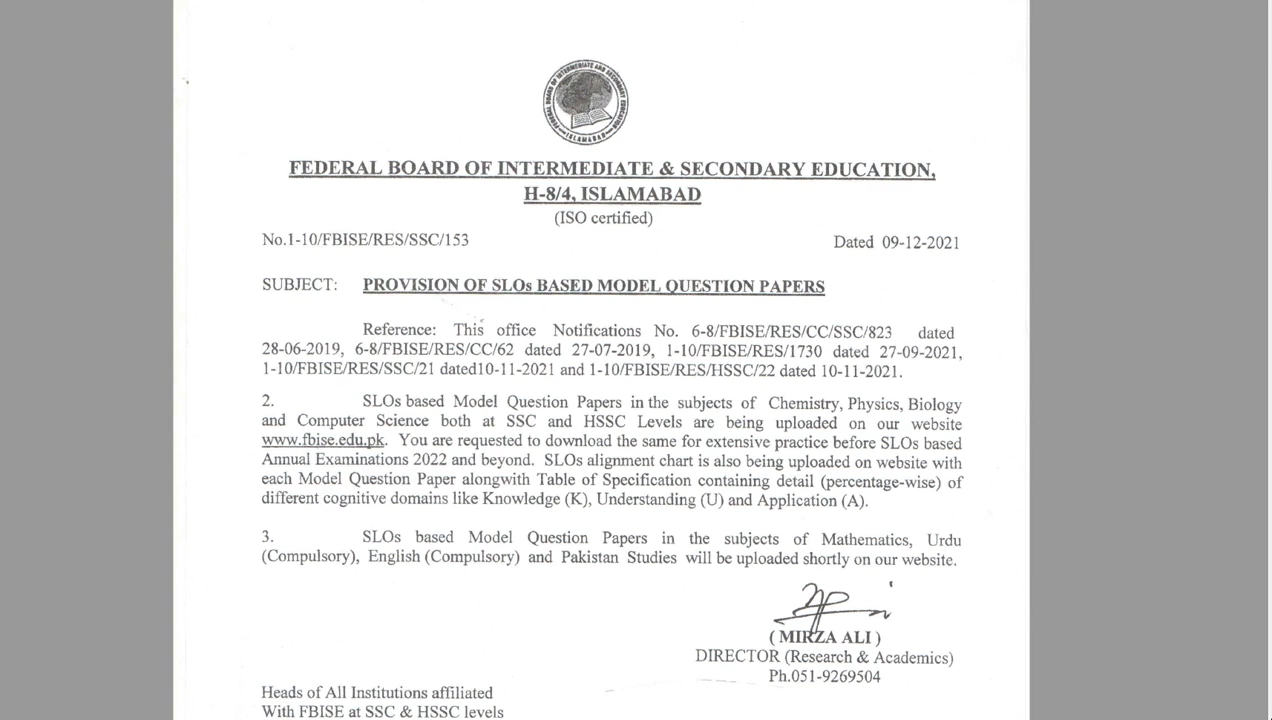 FEDERAL BOARD OF INTERMEDIATE AND SECONDARY EDUCATION
ISLAMABAD
FEDERAL BOARD OF INTERMEDIATE & SECONDARY EDUCATION,
H-8/4, ISLAMABAD
(ISO certified)
No.1-10/FBISE/RES/SSC/153 Dated 09-12-2021
SUBJECT: PROVISION OF SLOs BASED MODEL QUESTION PAPERS
Reference: This office Notifications No. 6-8/FBISE/RES/CC/SSC/823 dated
28-06-2019, 6-8/FBISE/RES/CC/62 dated 27-07-2019, 1-10/FBISE/RES/1730 dated 27-09-2021,
1-10/FBISE/RES/SSC/21 dated10-11-2021 and 1-10/FBISE/RES/HSSC/22 dated 10-11-2021.
2. SLOs based Model Question Papers in the subjects of Chemistry, Physics, Biology
and Computer Science both at SSC and HSSC Levels are being uploaded on our website
www.fbise.edu.pk. You are requested to download the same for extensive practice before SLOs based
Annual Examinations 2022 and beyond. SLOs alignment chart is also being uploaded on website with
each Model Question Paper alongwith Table of Specification containing detail (percentage-wise) of
different cognitive domains like Knowledge (K), Understanding (U) and Application (A).
3. SLOs based Model Question Papers in the subjects of Mathematics, Urdu
(Compulsory), English (Compulsory) and Pakistan Studies will be uploaded shortly on our website.
( MIRZA ALI )
DIRECTOR (Research & Academics)
Ph.051-9269504
Heads of All Institutions affiliated
With FBISE at SSC & HSSC levels